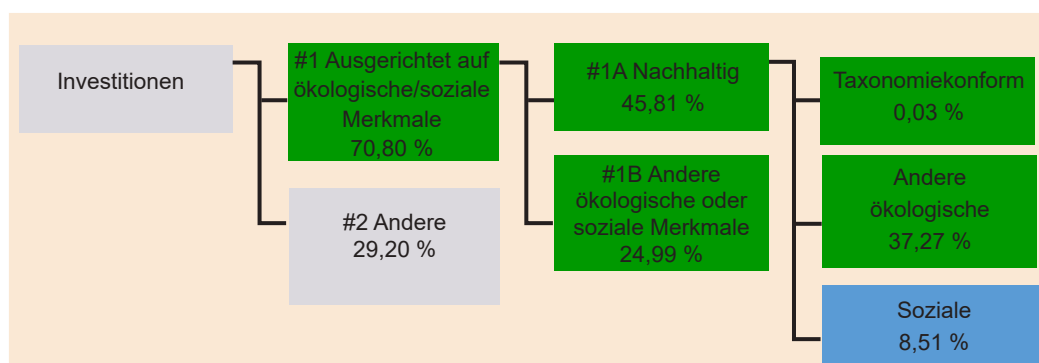 Investitionen
#1 Ausgerichtet auf
ökologische/soziale
Merkmale
70,80 %
#2 Andere
29,20 %
#1A Nachhaltig
45,81 %
#1B Andere
ökologische oder
soziale Merkmale
24,99 %
Taxonomiekonform
0,03 %
Andere
ökologische
37,27 %
Soziale
8,51 %